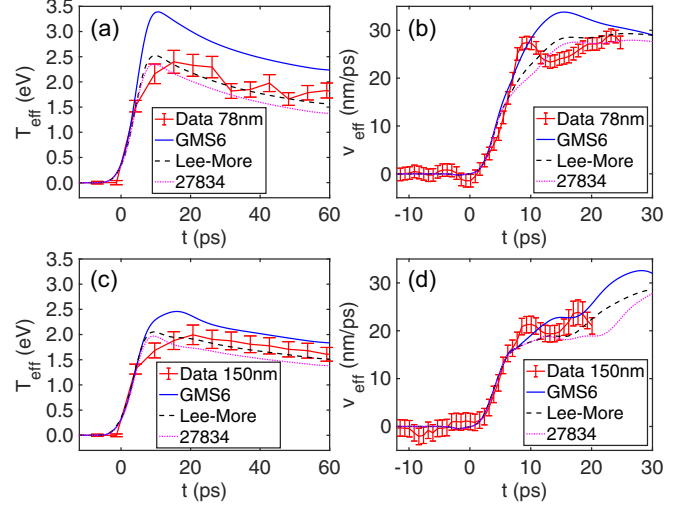 (a)
T_eff (eV)
3.5
3.0
2.5
2.0
1.5
1.0
0.5
0.0
Data 78nm
GMS6
Lee-More
27834
0 20 40 60
t (ps)
(b)
v_eff (nm/ps)
30
20
10
0
Data 78nm
GMS6
Lee-More
27834
-10 0 10 20 30
t (ps)
(c)
T_eff (eV)
3.5
3.0
2.5
2.0
1.5
1.0
0.5
0.0
Data 150nm
GMS6
Lee-More
27834
0 20 40 60
t (ps)
(d)
v_eff (nm/ps)
30
20
10
0
Data 150nm
GMS6
Lee-More
27834
-10 0 10 20 30
t (ps)